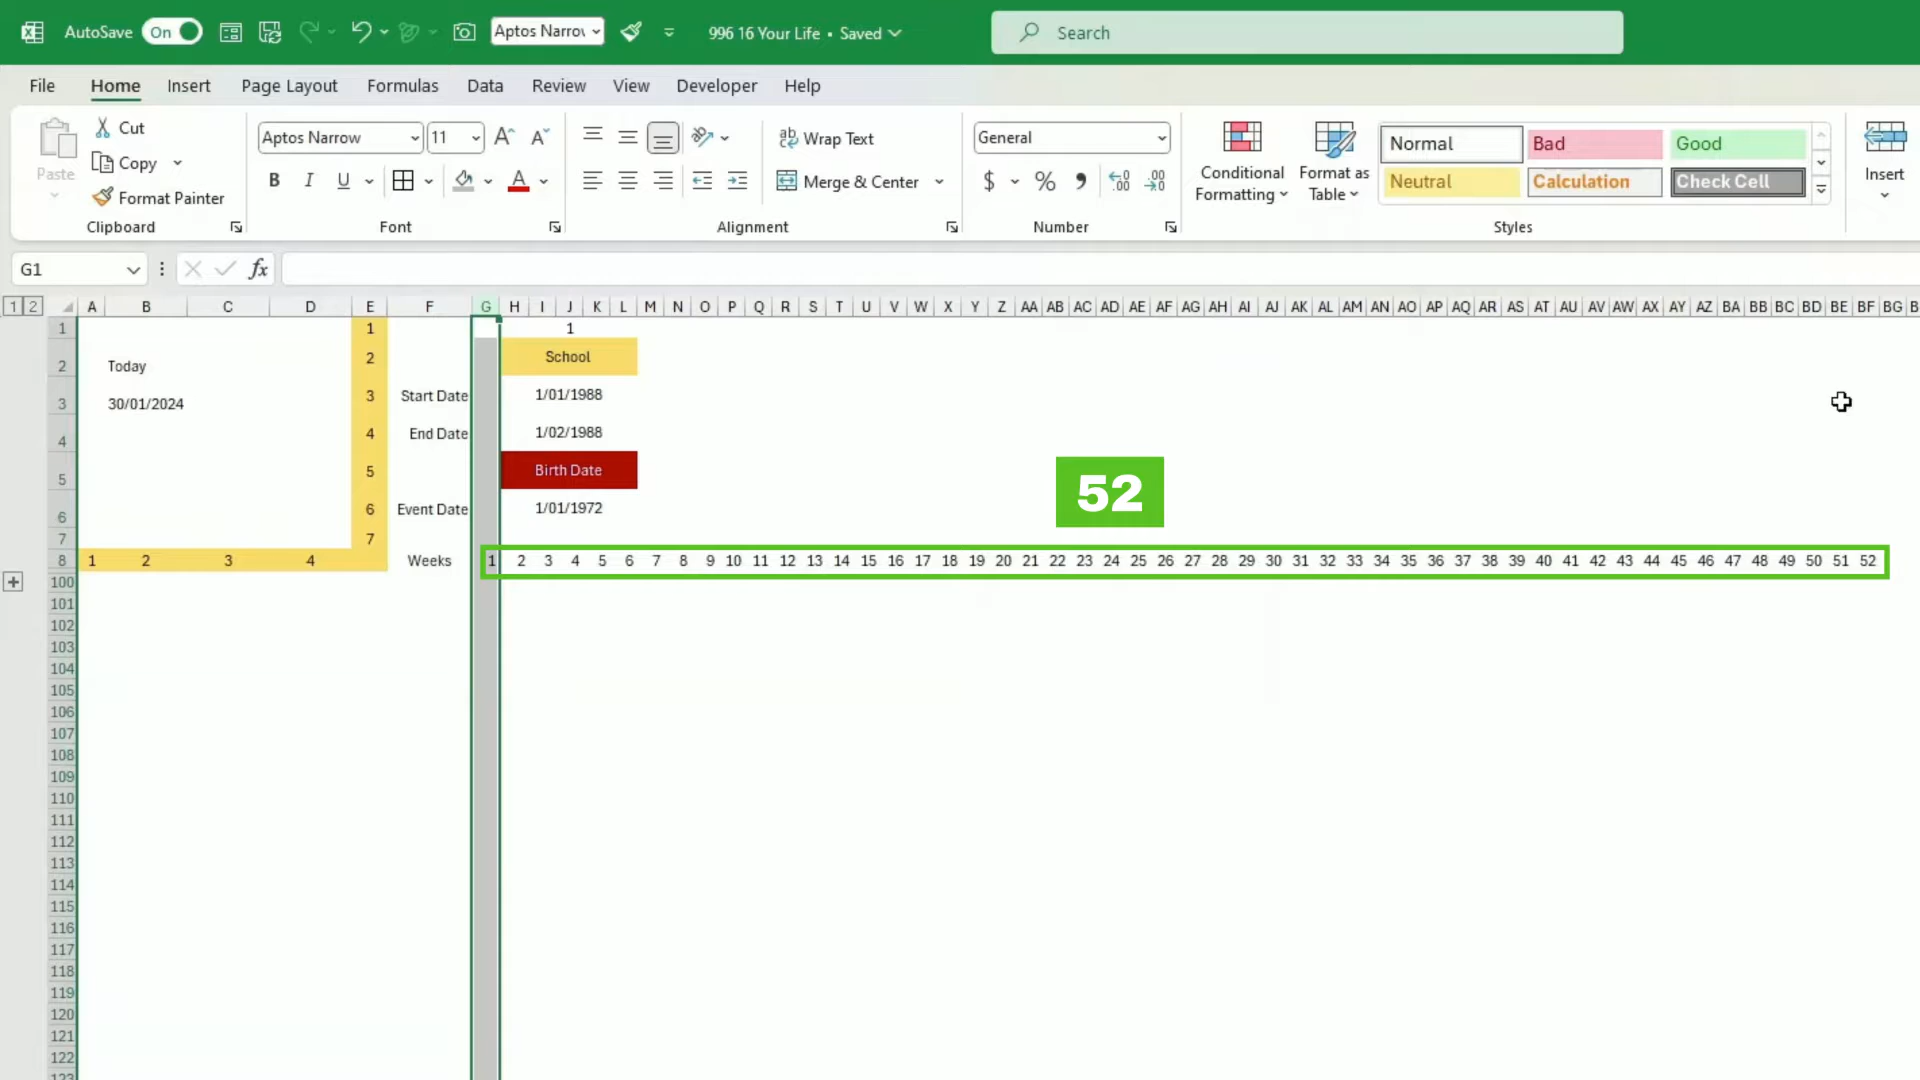 AutoSave On Aptos Narrov 996 16 Your Life • Saved Search
File Home Insert Page Layout Formulas Data Review View Developer Help
Paste Cut Copy Format Painter Clipboard
Aptos Narrow 11 A A B I U A Font
ab Wrap Text Merge & Center Alignment
General $ % 9 .00 .00 Number
Conditional Formatting Format as Table
Normal Bad Good
Neutral Calculation Check Cell
Styles
Insert
G1 fx
1 2 A B C D E F G H I J K L M N O P Q R S T U V W X Y Z AA AB AC AD AE AF AG AH AI AJ AK AL AM AN AO AP AQ AR AS AT AU AV AW AX AY AZ BA BB BC BD BE BF BG B
1 1 1
2 Today 2 School
3 30/01/2024 3 Start Date 1/01/1988
4 4 End Date 1/02/1988
5 5 Birth Date
52
6 6 Event Date 1/01/1972
7 7
8 1 2 3 4 Weeks 1 2 3 4 5 6 7 8 9 10 11 12 13 14 15 16 17 18 19 20 21 22 23 24 25 26 27 28 29 30 31 32 33 34 35 36 37 38 39 40 41 42 43 44 45 46 47 48 49 50 51 52
100
101
102
103
104
105
106
107
108
109
110
111
112
113
114
115
116
117
118
119
120
121
122
123